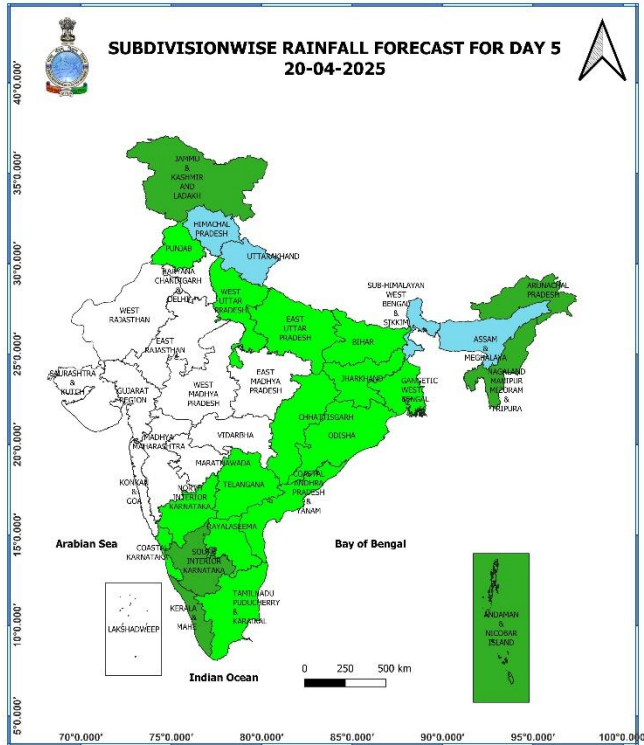 SUBDIVISIONWISE RAINFALL FORECAST FOR DAY 5
20-04-2025
40°0.000'
35°0.000'
30°0.000'
25°0.000'
20°0.000'
15°0.000'
10°0.000'
5°0.000'
JAMMU
&
KASHMIR
AND
LADAKH
HIMACHAL
PRADESH
UTTARAKHAND
PUNJAB
HARYANA
CHANDIGARH
&
DELHI
WEST
UTTAR
PRADESH
EAST
UTTAR
PRADESH
WEST
RAJASTHAN
EAST
RAJASTHAN
SUB-HIMALAYAN
WEST
BENGAL
&
SIKKIM
ARUNACHAL
PRADESH
ASSAM
&
MEGHALAYA
NAGALAND
MANIPUR
MIZORAM
&
TRIPURA
BIHAR
JHARKHAND
GANGETIC
WEST
BENGAL
SAURASHTRA
&
KUTCH
GUJARAT
REGION
WEST
MADHYA
PRADESH
EAST
MADHYA
PRADESH
CHHATTISGARH
ODISHA
MADHYA
MAHARASHTRA
VIDARBHA
MARATHWADA
KONKAN
&
GOA
NORTH
INTERIOR
KARNATAKA
TELANGANA
COASTAL
ANDHRA
PRADESH
&
YANAM
RAYALASEEMA
COASTAL
KARNATAKA
SOUTH
INTERIOR
KARNATAKA
TAMILNADU
PUDUCHERRY
&
KARAIKAL
KERALA
&
MAHE
LAKSHADWEEP
ANDAMAN
&
NICOBAR
ISLAND
Arabian Sea
Bay of Bengal
Indian Ocean
0 250 500 km
70°0.000' 75°0.000' 80°0.000' 85°0.000' 90°0.000' 95°0.000' 100°0.000'